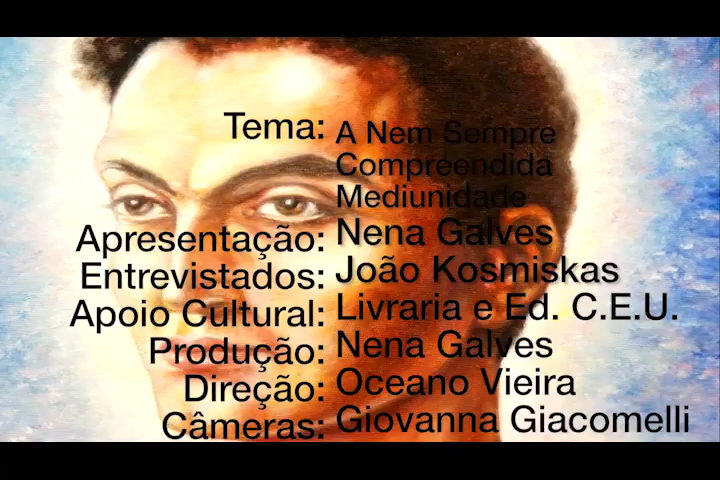 Tema: A Nem Sempre
Compreendida
Mediunidade
Apresentação: Nena Galves
Entrevistados: João Kosmiskas
Apoio Cultural: Livraria e Ed. C.E.U.
Produção: Nena Galves
Direção: Oceano Vieira
Câmeras: Giovanna Giacomelli